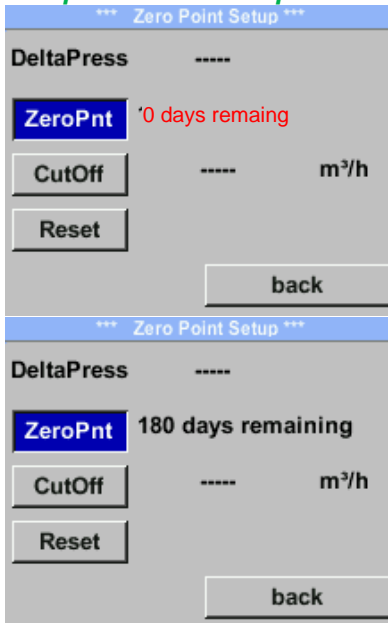 *** Zero Point Setup ***
DeltaPress -----
ZeroPnt '0 days remaing
CutOff ----- m³/h
Reset
back
*** Zero Point Setup ***
DeltaPress -----
ZeroPnt 180 days remaining
CutOff ----- m³/h
Reset
back